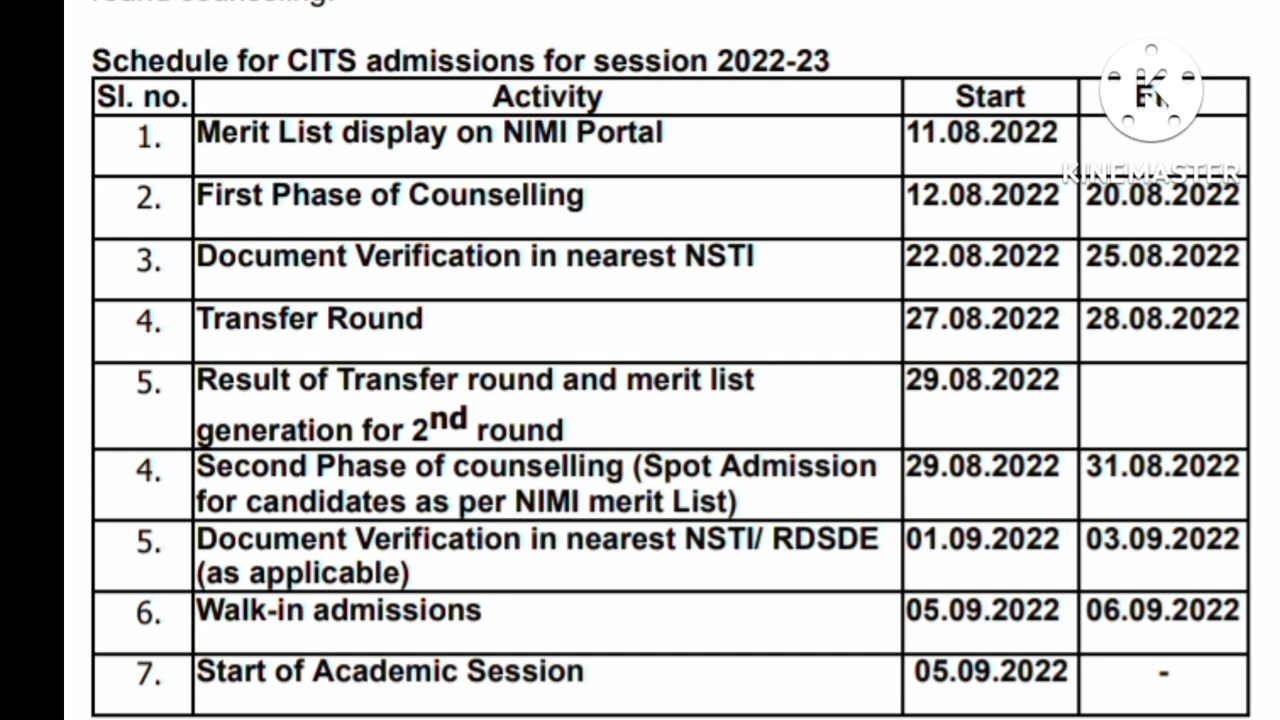 Schedule for CITS admissions for session 2022-23
Sl. no. Activity Start
1. Merit List display on NIMI Portal 11.08.2022
KINEMASTER
2. First Phase of Counselling 12.08.2022 20.08.2022
3. Document Verification in nearest NSTI 22.08.2022 25.08.2022
4. Transfer Round 27.08.2022 28.08.2022
5. Result of Transfer round and merit list 29.08.2022
generation for 2nd round
4. Second Phase of counselling (Spot Admission 29.08.2022 31.08.2022
for candidates as per NIMI merit List)
5. Document Verification in nearest NSTI/ RDSDE 01.09.2022 03.09.2022
(as applicable)
6. Walk-in admissions 05.09.2022 06.09.2022
7. Start of Academic Session 05.09.2022 -